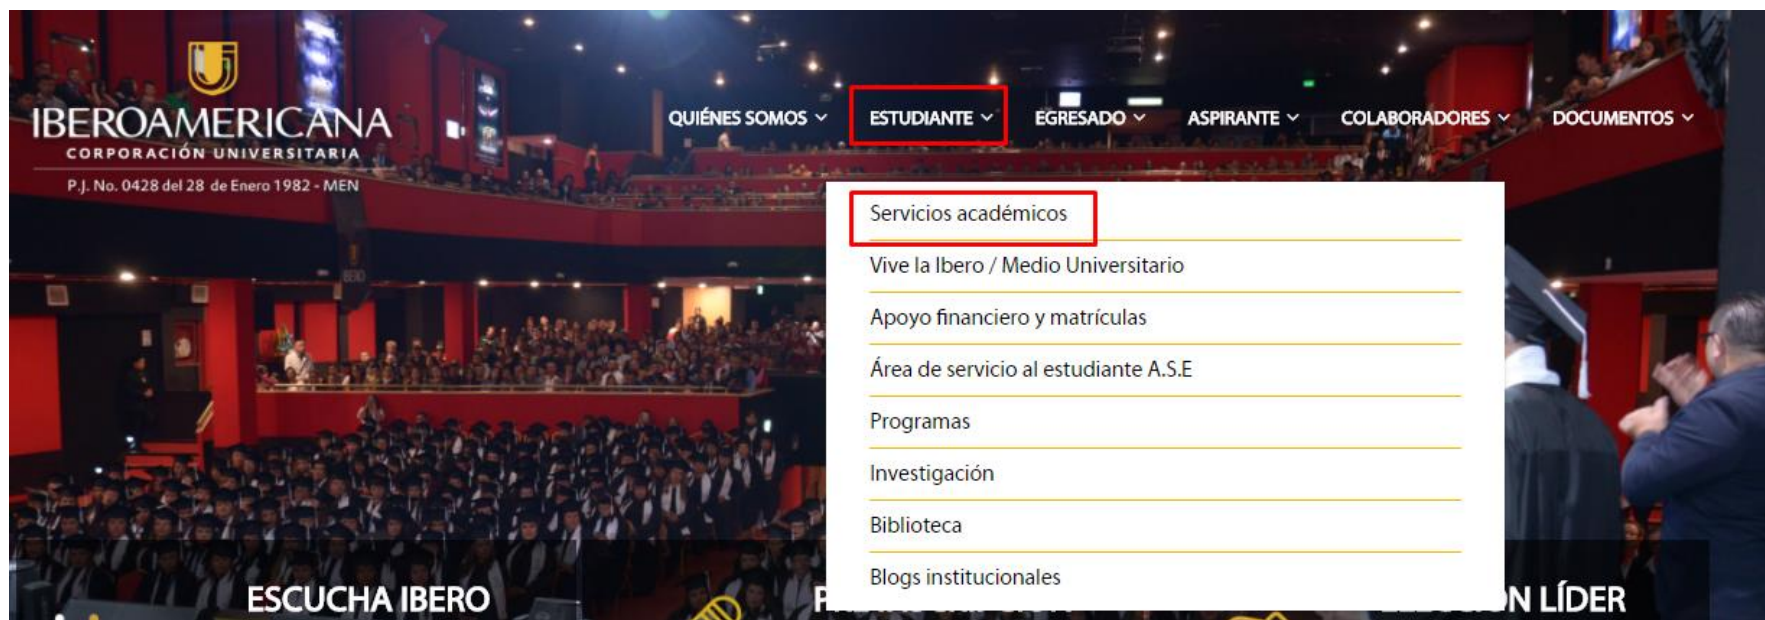 IBEROAMERICANA
CORPORACIÓN UNIVERSITARIA
P.J. No. 0428 del 28 de Enero 1982 - MEN
QUIÉNES SOMOS ESTUDIANTE EGRESADO ASPIRANTE COLABORADORES DOCUMENTOS
Servicios académicos
Vive la Ibero / Medio Universitario
Apoyo financiero y matrículas
Área de servicio al estudiante A.S.E
Programas
Investigación
Biblioteca
Blogs institucionales
ESCUCHA IBERO
LÍDER